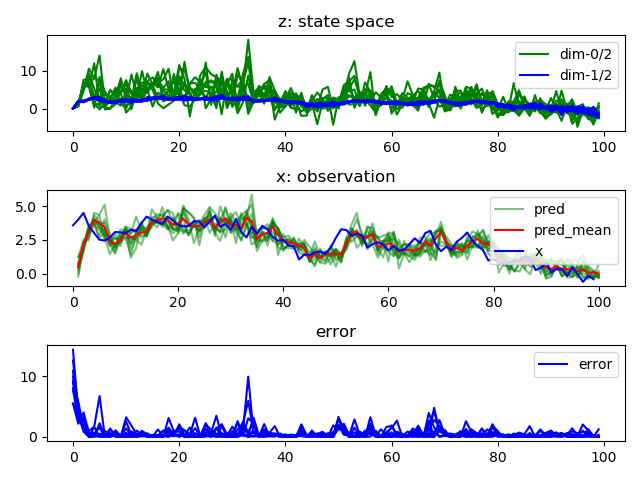 z: state space
10
0
dim-0/2
dim-1/2
0 20 40 60 80 100
x: observation
5.0
2.5
0.0
pred
pred_mean
x
0 20 40 60 80 100
error
10
0
error
0 20 40 60 80 100